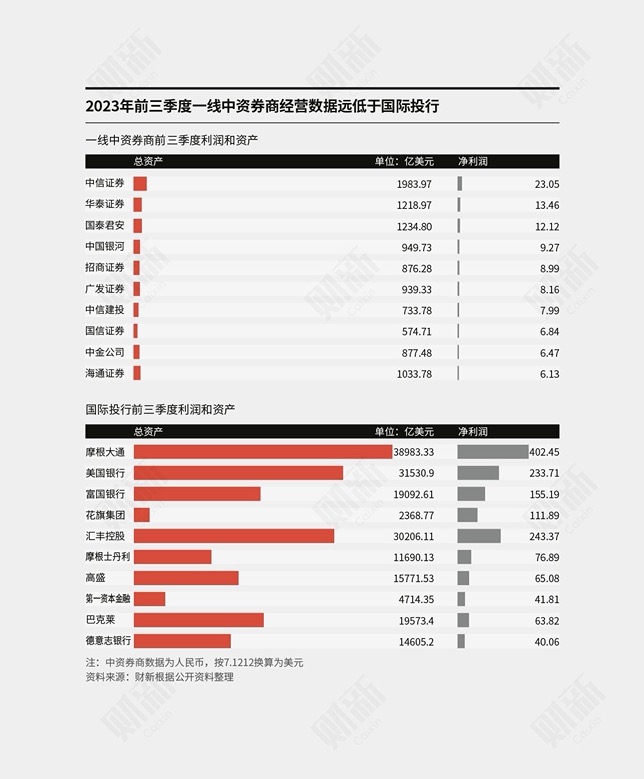 2023年前三季度一线中资券商经营数据远低于国际投行
一线中资券商前三季度利润和资产
总资产 单位：亿美元 净利润
中信证券 1983.97 23.05
华泰证券 1218.97 13.46
国泰君安 1234.80 12.12
中国银河 949.73 9.27
招商证券 876.28 8.99
广发证券 939.33 8.16
中信建投 733.78 7.99
国信证券 574.71 6.84
中金公司 877.48 6.47
海通证券 1033.78 6.13
国际投行前三季度利润和资产
总资产 单位：亿美元 净利润
摩根大通 38983.33 402.45
美国银行 31530.9 233.71
富国银行 19092.61 155.19
花旗集团 2368.77 111.89
汇丰控股 30206.11 243.37
摩根士丹利 11690.13 76.89
高盛 15771.53 65.08
第一资本金融 4714.35 41.81
巴克莱 19573.4 63.82
德意志银行 14605.2 40.06
注：中资券商数据为人民币，按7.1212换算为美元
资料来源：财新根据公开资料整理
财新
Caixin